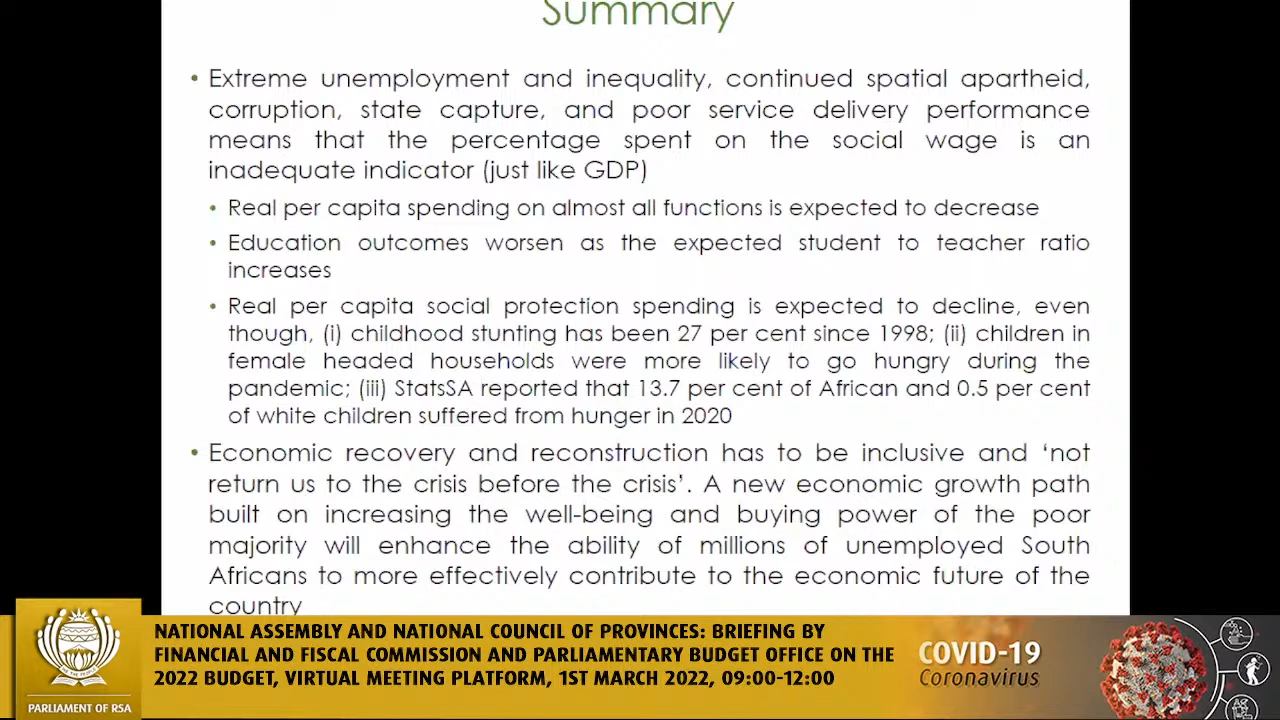 Summary
• Extreme unemployment and inequality, continued spatial apartheid,
corruption, state capture, and poor service delivery performance
means that the percentage spent on the social wage is an
inadequate indicator (just like GDP)
• Real per capita spending on almost all functions is expected to decrease
• Education outcomes worsen as the expected student to teacher ratio
increases
• Real per capita social protection spending is expected to decline, even
though, (i) childhood stunting has been 27 per cent since 1998; (ii) children in
female headed households were more likely to go hungry during the
pandemic; (iii) StatsSA reported that 13.7 per cent of African and 0.5 per cent
of white children suffered from hunger in 2020
• Economic recovery and reconstruction has to be inclusive and ‘not
return us to the crisis before the crisis’. A new economic growth path
built on increasing the well-being and buying power of the poor
majority will enhance the ability of millions of unemployed South
Africans to more effectively contribute to the economic future of the
country
NATIONAL ASSEMBLY AND NATIONAL COUNCIL OF PROVINCES: BRIEFING BY
FINANCIAL AND FISCAL COMMISSION AND PARLIAMENTARY BUDGET OFFICE ON THE
2022 BUDGET, VIRTUAL MEETING PLATFORM, 1ST MARCH 2022, 09:00-12:00
PARLIAMENT OF RSA
COVID-19
Coronavirus